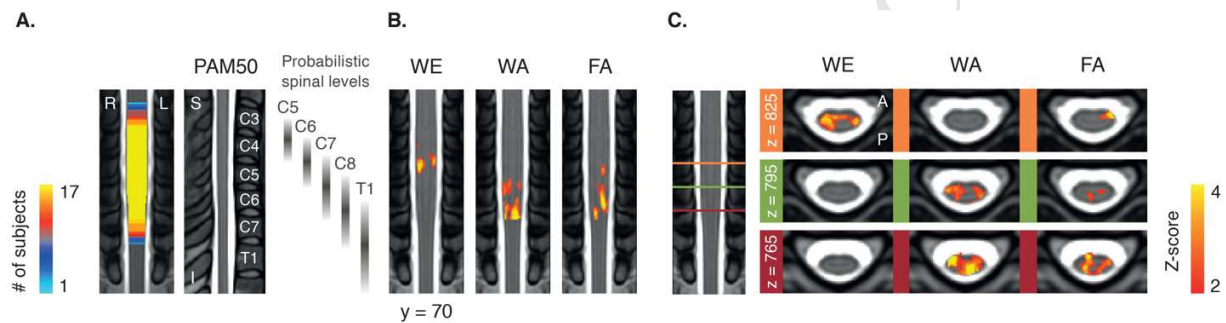 A.
B.
C.
PAM50
Probabilistic
spinal levels
WE
WA
FA
WE
WA
FA
R
L
S
I
C3
C4
C5
C6
C7
T1
C5
C6
C7
C8
T1
# of subjects
17
1
y = 70
z = 825
z = 795
z = 765
A
P
Z-score
4
2